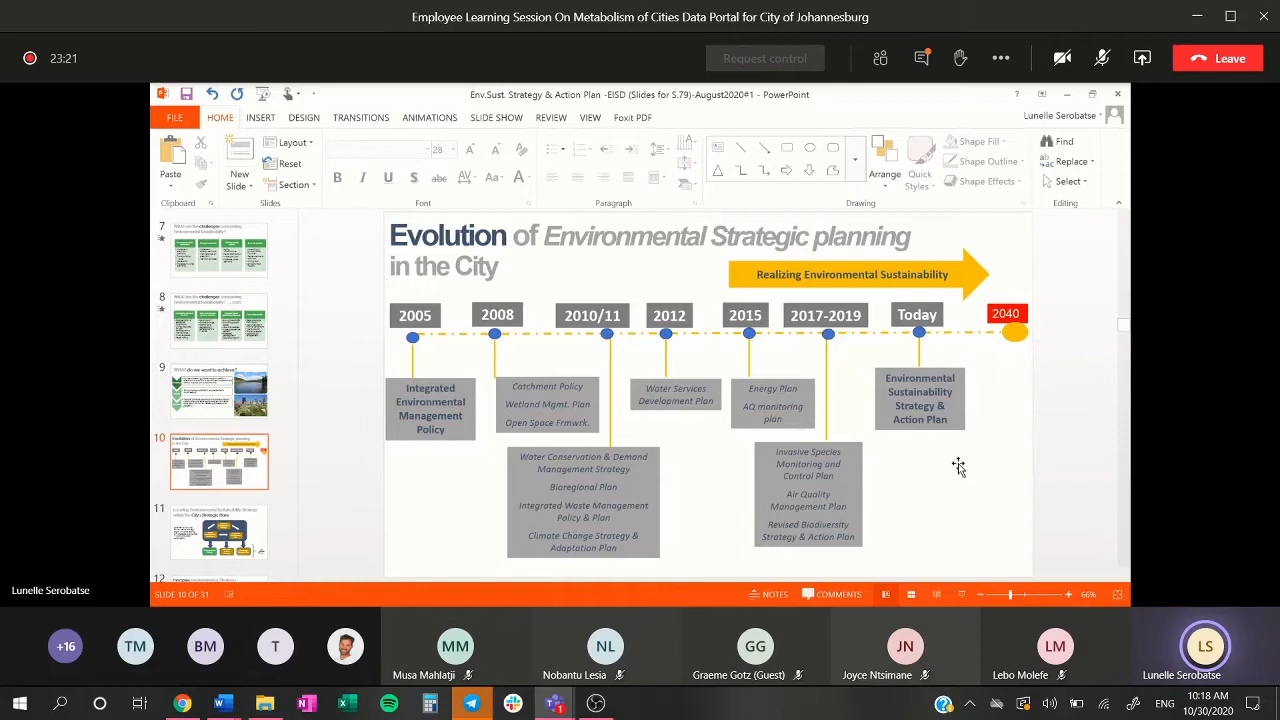 Employee Learning Session On Metabolism of Cities Data Portal for City of Johannesburg
23:21
Request control
Leave
Env.Sust. Strategy & Action Plan -EISD (Slides for S.79)-August2020#1 - PowerPoint
FILE HOME INSERT DESIGN TRANSITIONS ANIMATIONS SLIDE SHOW REVIEW VIEW Foxit PDF
Lunelle Serobatse
Paste
New Slide
Layout
Reset
Section
28
Arrange
Quick Styles
Shape Fill
Shape Outline
Shape Effects
Find
Replace
Select
Clipboard Slides Font Paragraph Drawing Editing
7
8
9
10
11
12
Evolution of Environmental Strategic planning
in the City
Realizing Environmental Sustainability
2005 2008 2010/11 2012 2015 2017-2019 Today 2040
Integrated
Environmental
Management
Policy
Catchment Policy
Wetland Mgmt. Plan
Open Space Frmwrk.
Water Conservation & Demand
Management Strategy
Bioregional Plan
Integrated Waste Management
Policy & Plan
Climate Change Strategy &
Adaptation Plan
Water Services
Development Plan
Energy Plan
AQ monitoring
plan
Invasive Species
Monitoring and
Control Plan
Air Quality
Management Plan
Revised Biodiversity
Strategy & Action Plan
Environmental
Sustainability
Strategy &
Action Plan
Lunelle Serobatse
SLIDE 10 OF 31
NOTES
COMMENTS
66%
+16
TM
BM
T
MM
Musa Mahlatji
NL
Nobantu Lesia
GG
Graeme Gotz (Guest)
JN
Joyce Ntsimane
LM
Lebo Molefe
LS
Lunelle Serobatse
10:18 AM
10/30/2020